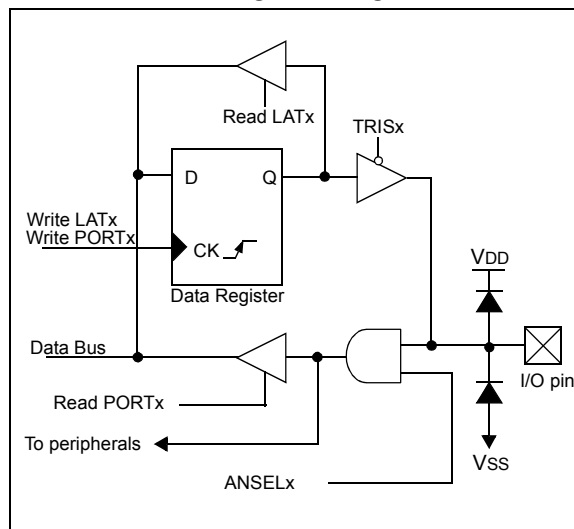 Read LATx
TRISx
D
Q
Write LATx
Write PORTx
CK
VDD
Data Register
Data Bus
I/O pin
Read PORTx
To peripherals
VSS
ANSELx